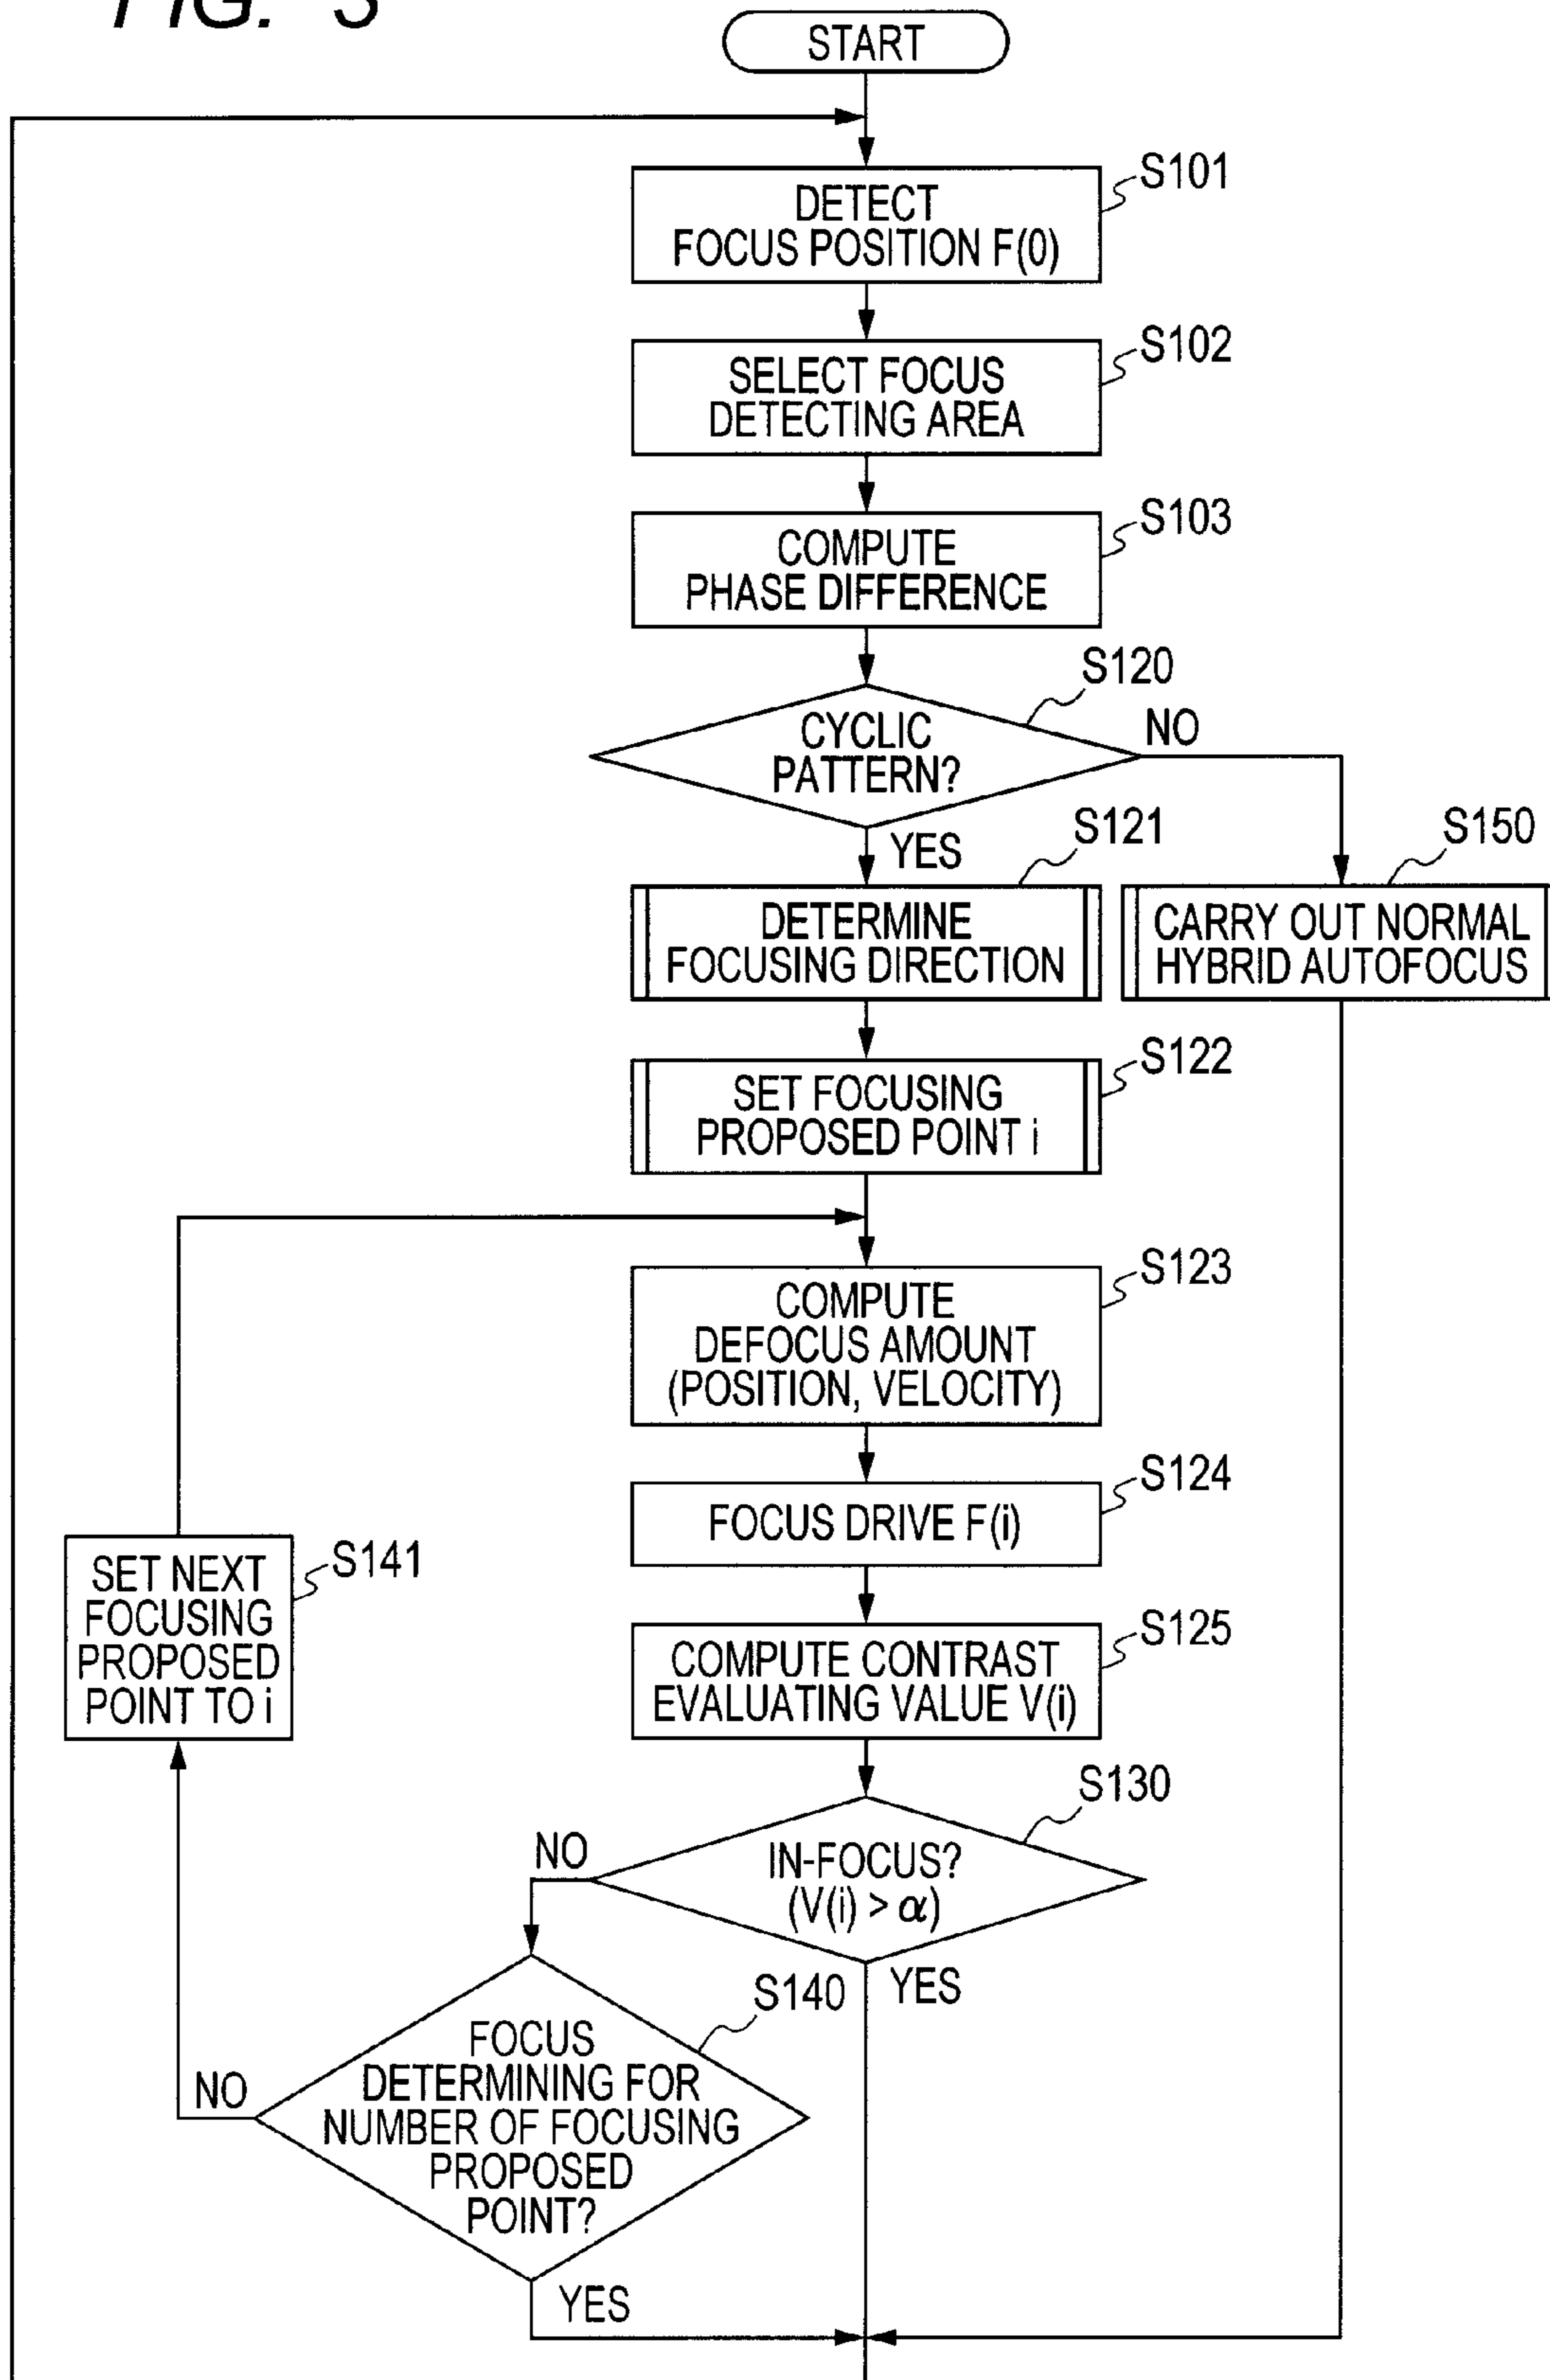 FIG. 3
START
DETECT
FOCUS POSITION F(0)
S101
SELECT FOCUS
DETECTING AREA
S102
COMPUTE
PHASE DIFFERENCE
S103
CYCLIC
PATTERN?
S120
NO
YES
DETERMINE
FOCUSING DIRECTION
S121
CARRY OUT NORMAL
HYBRID AUTOFOCUS
S150
SET FOCUSING
PROPOSED POINT i
S122
COMPUTE
DEFOCUS AMOUNT
(POSITION, VELOCITY)
S123
FOCUS DRIVE F(i)
S124
SET NEXT
FOCUSING
PROPOSED
POINT TO i
S141
COMPUTE CONTRAST
EVALUATING VALUE V(i)
S125
IN-FOCUS?
(V(i) > α)
S130
NO
YES
FOCUS
DETERMINING FOR
NUMBER OF FOCUSING
PROPOSED
POINT?
S140
NO
YES